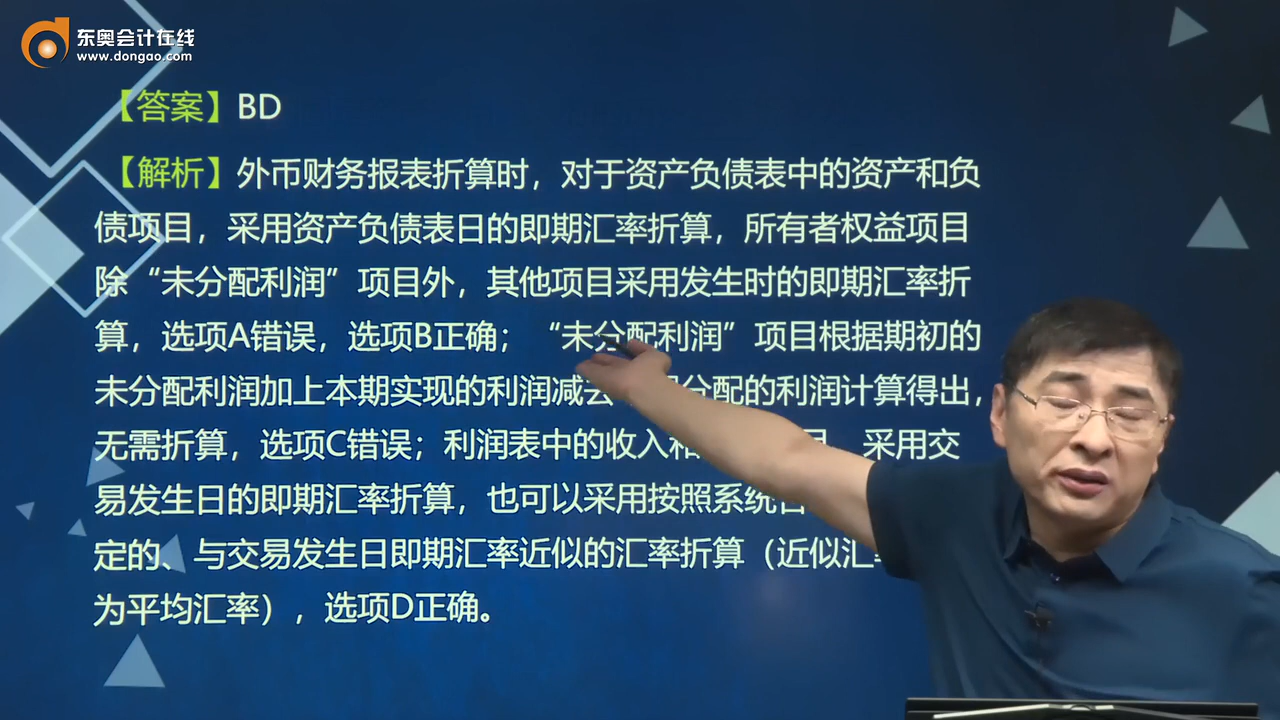 东奥会计在线
www.dongao.com
【答案】BD
【解析】外币财务报表折算时，对于资产负债表中的资产和负
债项目，采用资产负债表日的即期汇率折算，所有者权益项目
除“未分配利润”项目外，其他项目采用发生时的即期汇率折
算，选项A错误，选项B正确；“未分配利润”项目根据期初的
未分配利润加上本期实现的利润减去 分配的利润计算得出，
无需折算，选项C错误；利润表中的收入和 采用交
易发生日的即期汇率折算，也可以采用按照系统
定的、与交易发生日即期汇率近似的汇率折算（近似汇
为平均汇率），选项D正确。